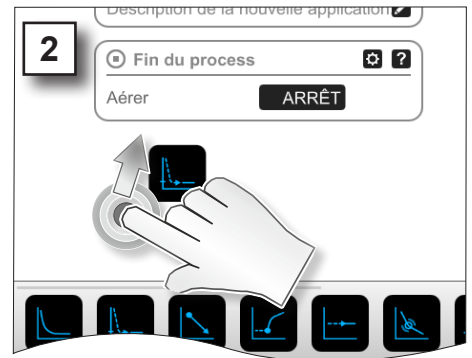 Description de la nouvelle application
2
Fin du process
?
Aérer ARRÊT